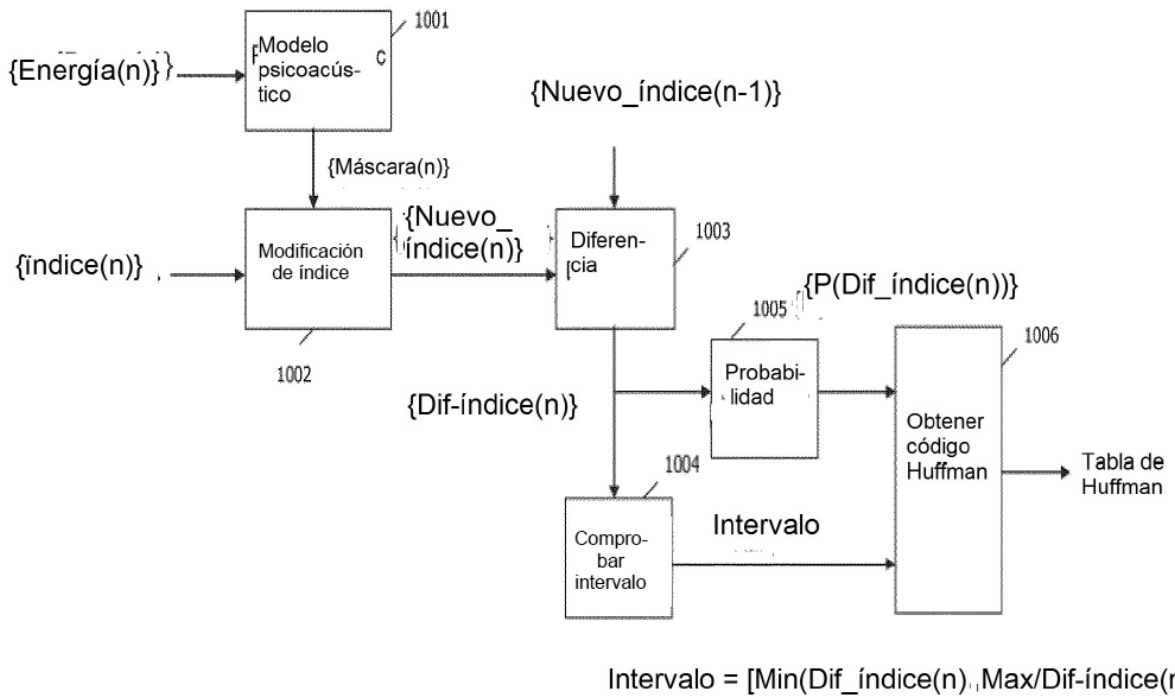 1001
{Energía(n)}
Modelo
psicoacús-
tico
{Nuevo_índice(n-1)}
{Máscara(n)}
{Nuevo_
índice(n)}
{índice(n)}
Modificación
de índice
Diferen-
cia
1003
1002
{P(Dif_índice(n))}
1005
1006
{Dif-índice(n)}
Probabi-
lidad
Obtener
código
Huffman
Tabla de
Huffman
1004
Intervalo
Compro-
bar
intervalo
Intervalo = [Min(Dif_índice(n) Max/Dif-índice(